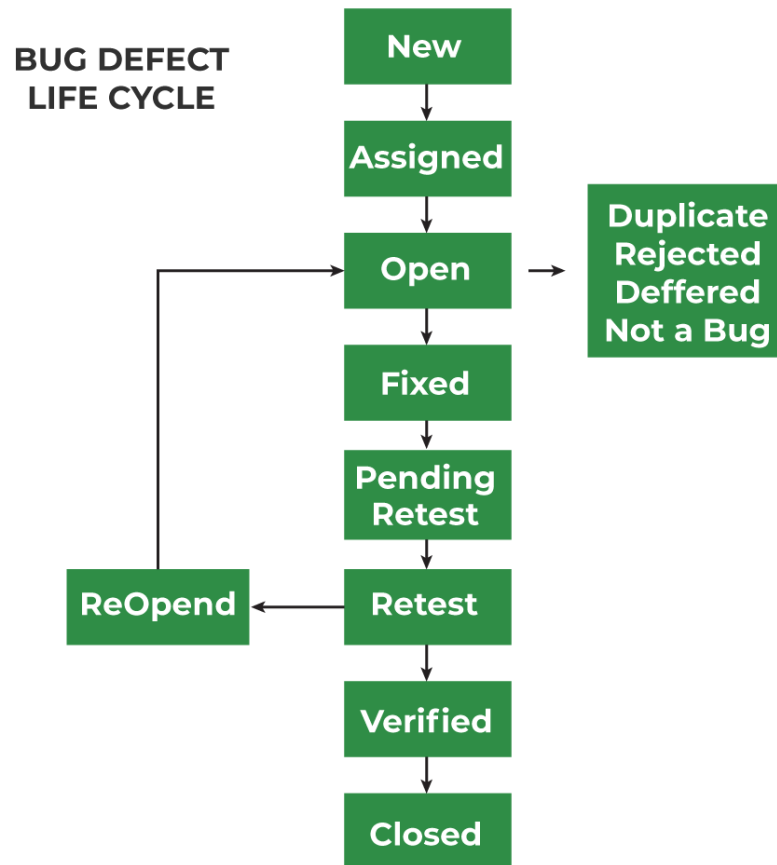 BUG DEFECT
LIFE CYCLE
New
Assigned
Open
Duplicate
Rejected
Deffered
Not a Bug
Fixed
Pending
Retest
ReOpend
Retest
Verified
Closed